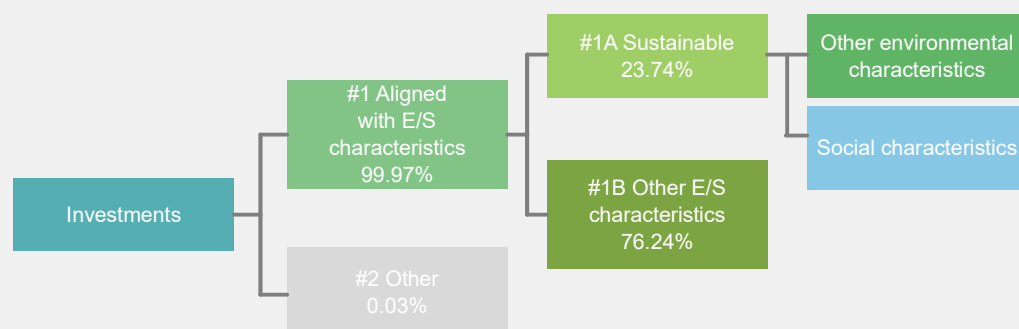 Investments
#1 Aligned
with E/S
characteristics
99.97%
#2 Other
0.03%
#1A Sustainable
23.74%
#1B Other E/S
characteristics
76.24%
Other environmental
characteristics
Social characteristics